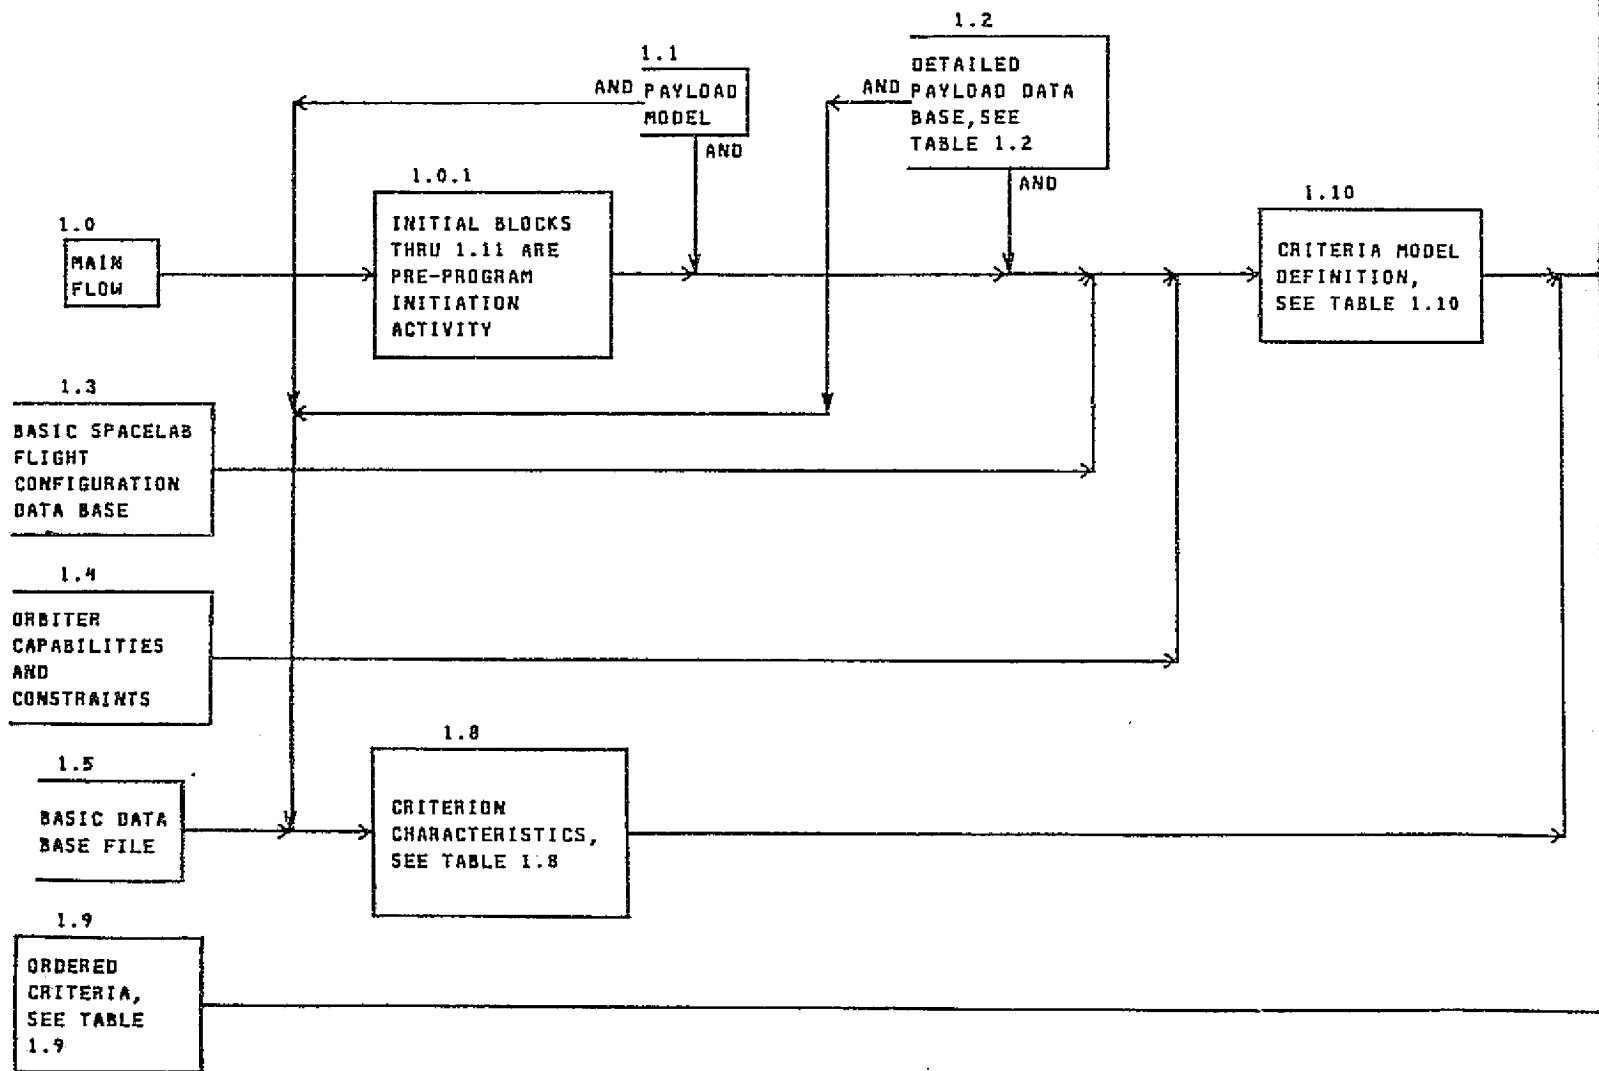 1.2
DETAILED
PAYLOAD DATA
BASE,SEE
TABLE 1.2
AND
AND
1.1
PAYLOAD
MODEL
AND
AND
1.0.1
INITIAL BLOCKS
THRU 1.11 ARE
PRE-PROGRAM
INITIATION
ACTIVITY
1.10
CRITERIA MODEL
DEFINITION,
SEE TABLE 1.10
1.0
MAIN
FLOW
1.3
BASIC SPACELAB
FLIGHT
CONFIGURATION
DATA BASE
1.4
ORBITER
CAPABILITIES
AND
CONSTRAINTS
1.5
BASIC DATA
BASE FILE
1.8
CRITERION
CHARACTERISTICS,
SEE TABLE 1.8
1.9
ORDERED
CRITERIA,
SEE TABLE
1.9